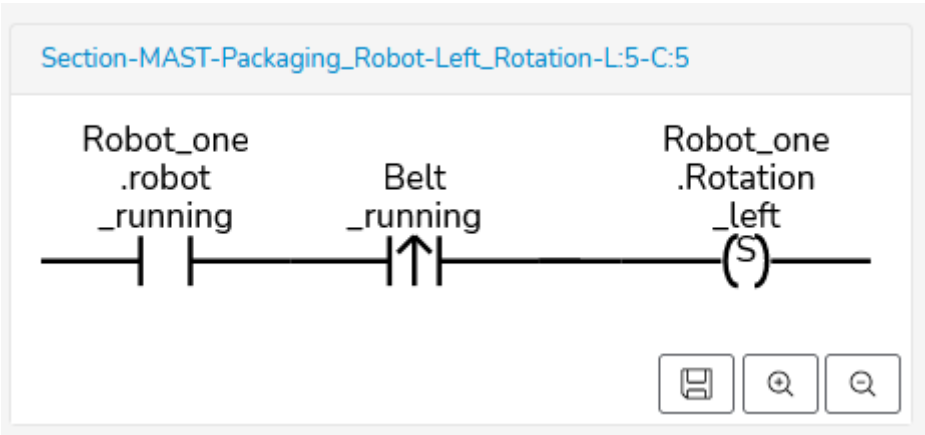 Section-MAST-Packaging_Robot-Left_Rotation-L:5-C:5
Robot_one
.robot
_running
Belt
_running
Robot_one
.Rotation
_left
S